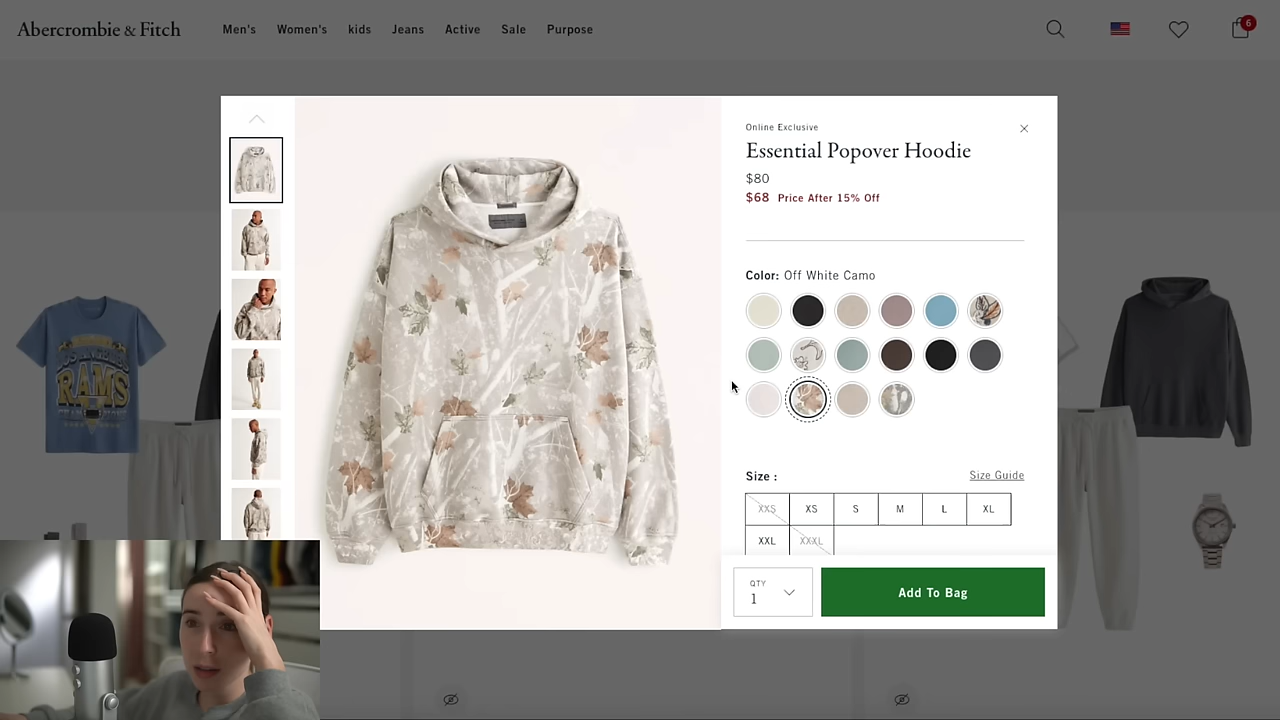 Abercrombie & Fitch
Men's
Women's
kids
Jeans
Active
Sale
Purpose
6
Online Exclusive
Essential Popover Hoodie
$80
$68 Price After 15% Off
Color: Off White Camo
LOS ANGELES
RAMS
Size :
Size Guide
XXS XS S M L XL
XXL XXXL
QTY
1
Add To Bag